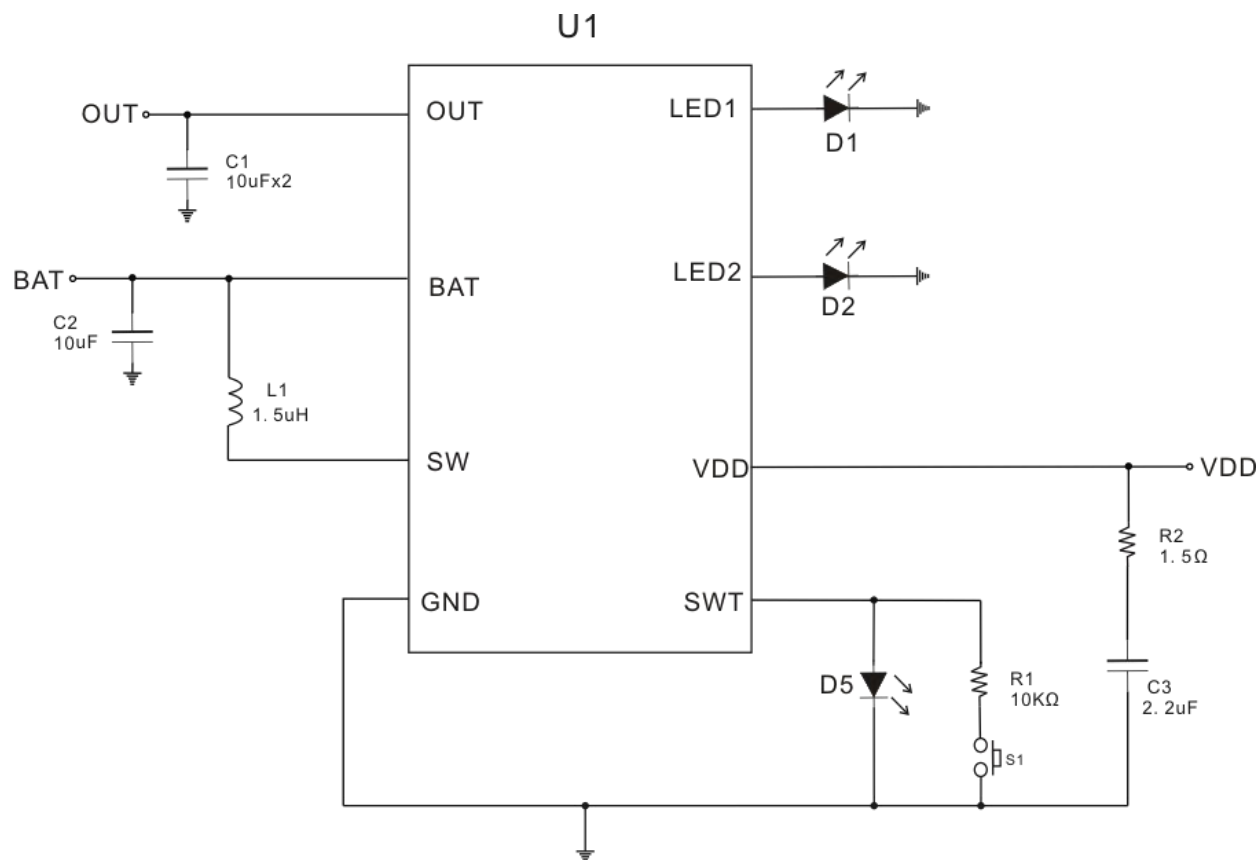 U1
OUT
OUT
LED1
D1
C1
10uFx2
BAT
BAT
LED2
D2
C2
10uF
L1
1. 5uH
SW
VDD
VDD
R2
1. 5Ω
GND
SWT
D5
R1
10KΩ
C3
2. 2uF
S1